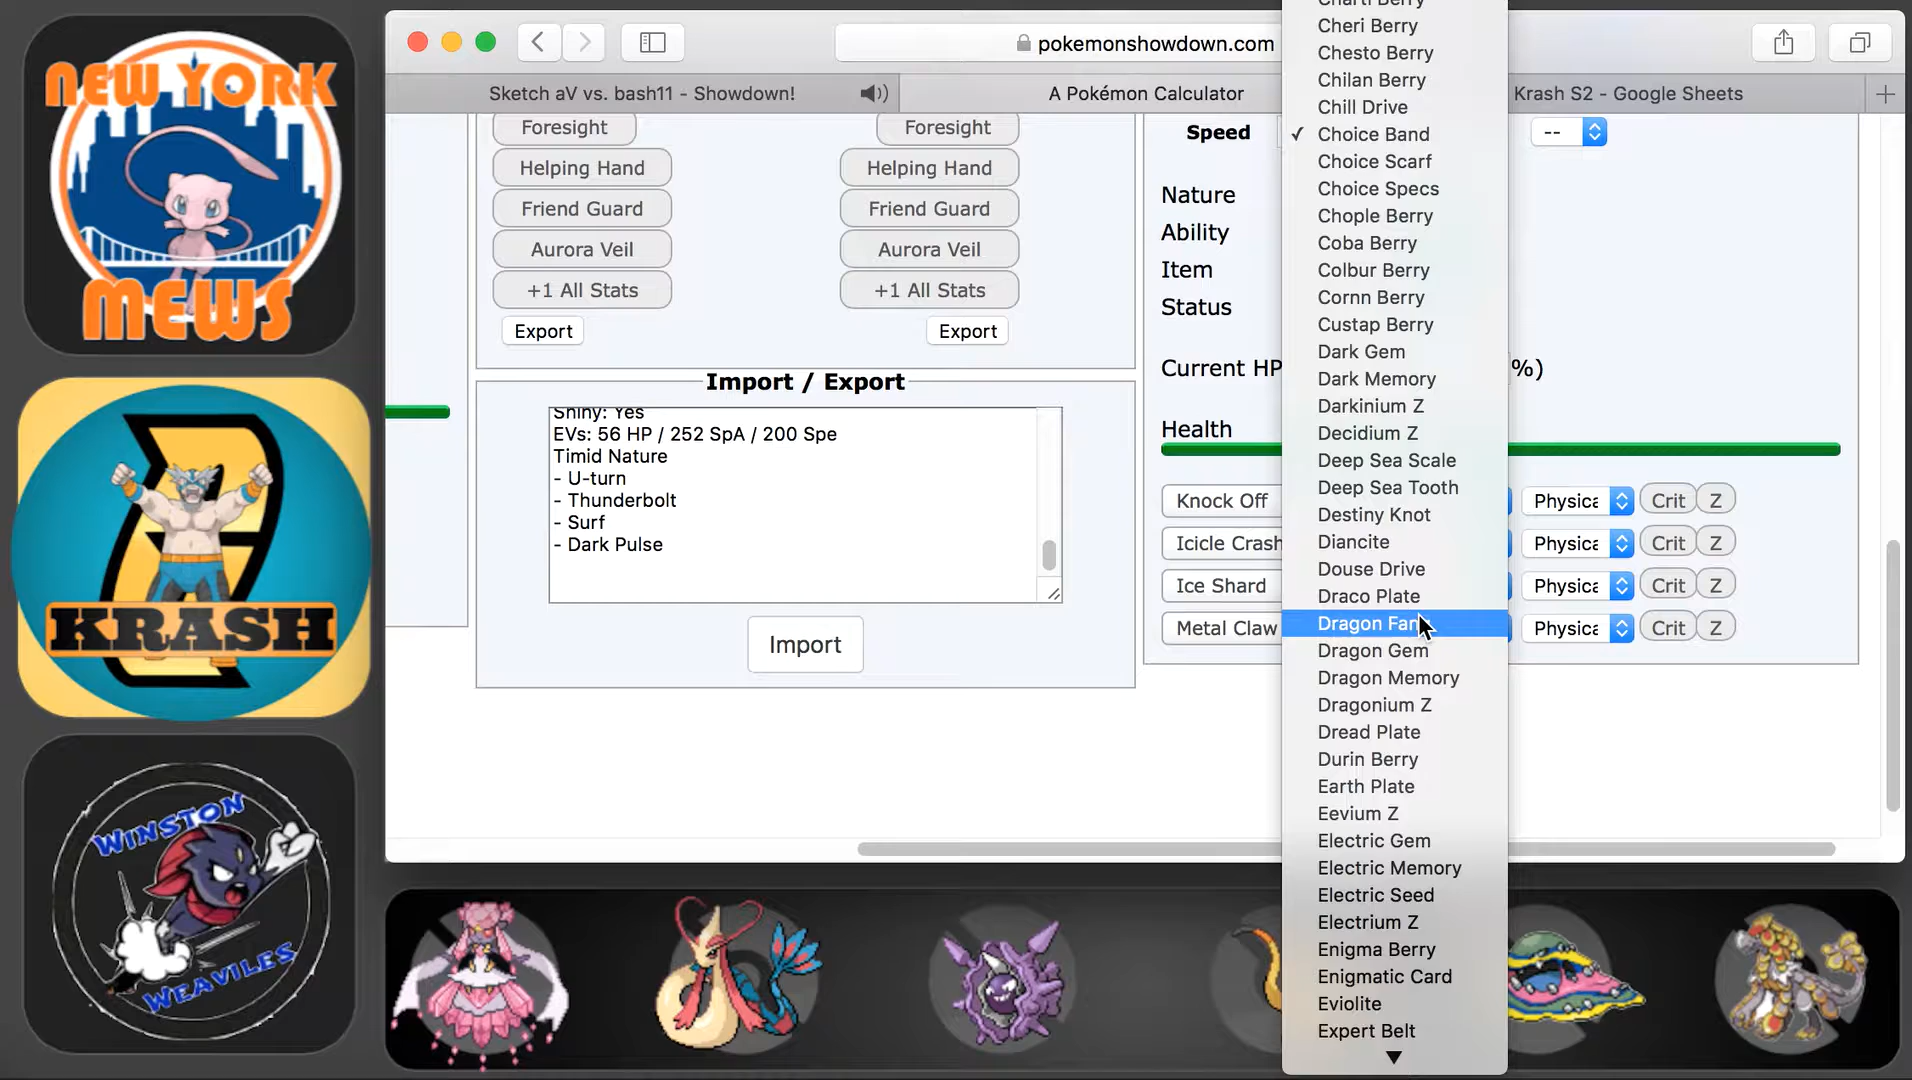 NEW YORK
MEWS
KRASH
WINSTON
WEAVILES
pokemonshowdown.com
Sketch aV vs. bash11 - Showdown!
A Pokémon Calculator
Krash S2 - Google Sheets
Foresight
Helping Hand
Friend Guard
Aurora Veil
+1 All Stats
Export
Foresight
Helping Hand
Friend Guard
Aurora Veil
+1 All Stats
Export
Import / Export
Shiny: Yes
EVs: 56 HP / 252 SpA / 200 Spe
Timid Nature
- U-turn
- Thunderbolt
- Surf
- Dark Pulse
Import
Speed
--
Nature
Ability
Item
Status
Current HP
%)
Health
Knock Off
Physica
Crit
Z
Icicle Crash
Physica
Crit
Z
Ice Shard
Physica
Crit
Z
Metal Claw
Physica
Crit
Z
Charti Berry
Cheri Berry
Chesto Berry
Chilan Berry
Chill Drive
✓ Choice Band
Choice Scarf
Choice Specs
Chople Berry
Coba Berry
Colbur Berry
Cornn Berry
Custap Berry
Dark Gem
Dark Memory
Darkinium Z
Decidium Z
Deep Sea Scale
Deep Sea Tooth
Destiny Knot
Diancite
Douse Drive
Draco Plate
Dragon Fang
Dragon Gem
Dragon Memory
Dragonium Z
Dread Plate
Durin Berry
Earth Plate
Eevium Z
Electric Gem
Electric Memory
Electric Seed
Electrium Z
Enigma Berry
Enigmatic Card
Eviolite
Expert Belt